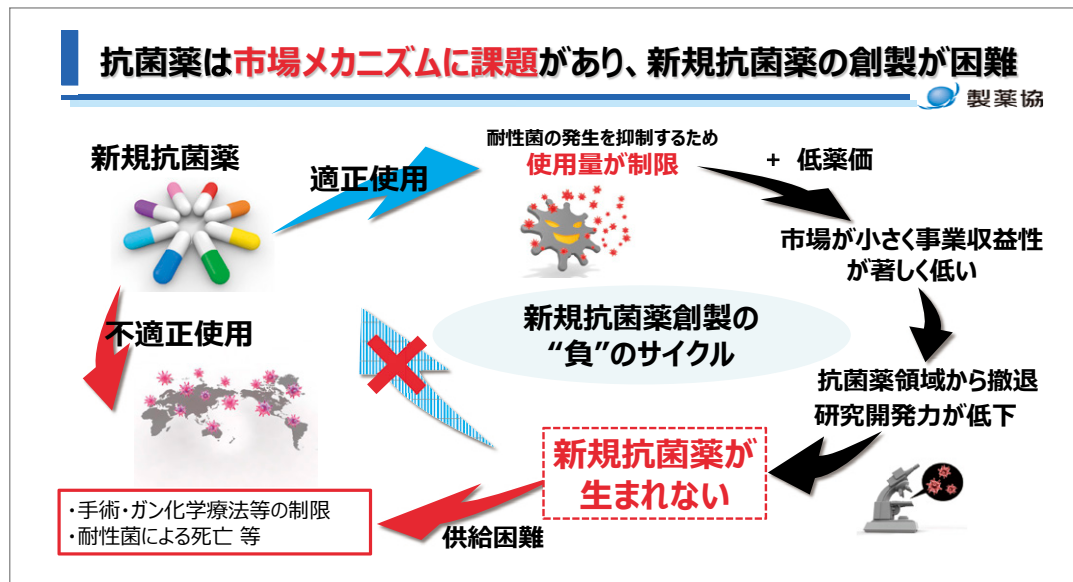 抗菌薬は市場メカニズムに課題があり、新規抗菌薬の創製が困難
製薬協
新規抗菌薬
適正使用
耐性菌の発生を抑制するため
使用量が制限
+ 低薬価
市場が小さく事業収益性
が著しく低い
新規抗菌薬創製の
“負”のサイクル
不適正使用
抗菌薬領域から撤退
研究開発力が低下
新規抗菌薬が
生まれない
供給困難
・手術・ガン化学療法等の制限
・耐性菌による死亡 等